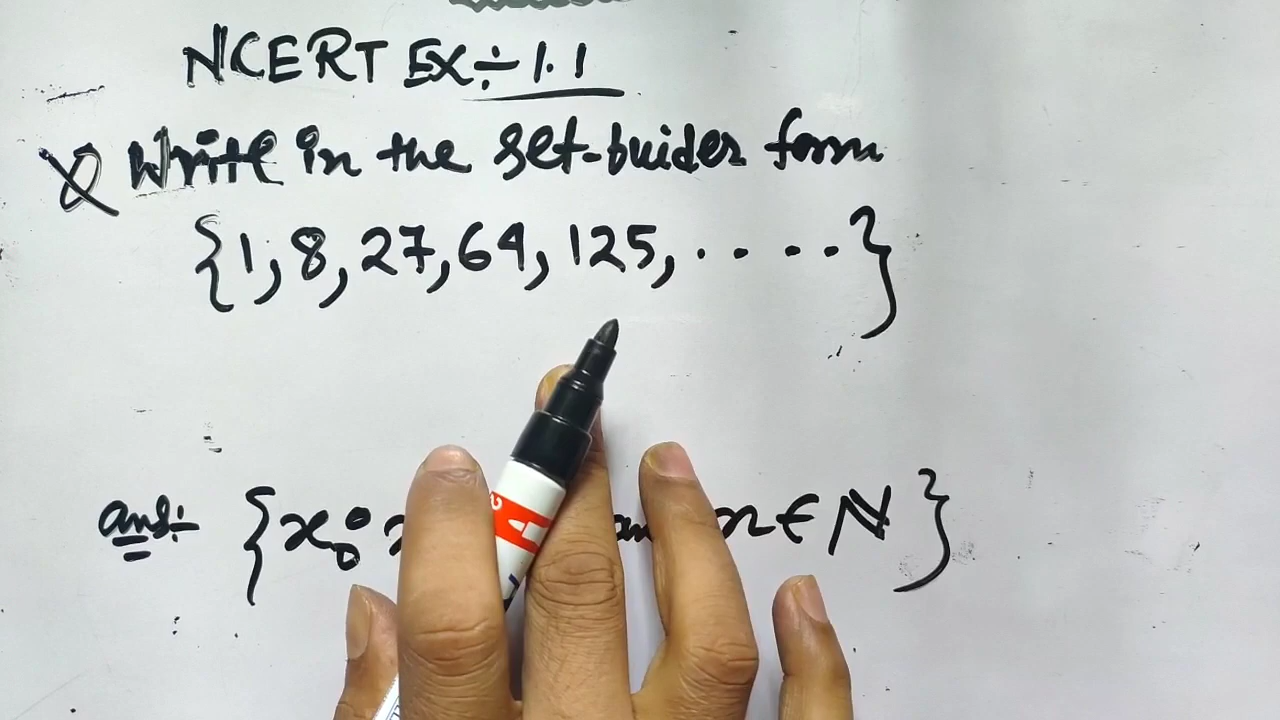 NCERT EX÷1.1
Q Write in the set-buider form
{1, 8, 27, 64, 125, . . . . }
ans:- {x: n∈N}